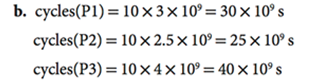 b. cycles(P1) = 10 × 3 × 10⁹ = 30 × 10⁹ s
cycles(P2) = 10 × 2.5 × 10⁹ = 25 × 10⁹ s
cycles(P3) = 10 × 4 × 10⁹ = 40 × 10⁹ s